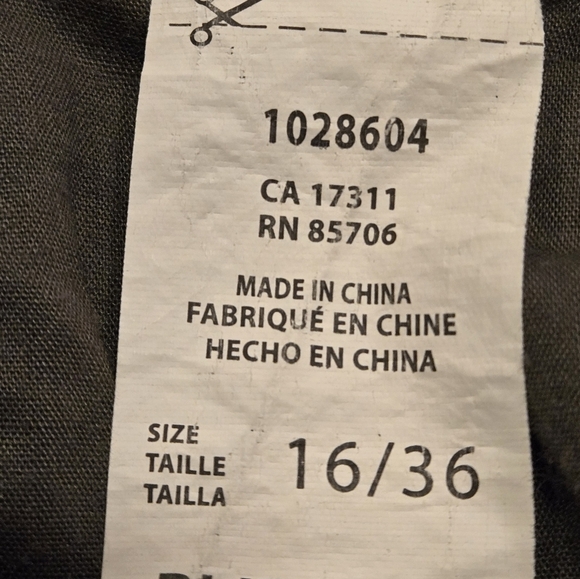 1028604
CA 17311
RN 85706
MADE IN CHINA
FABRIQUÉ EN CHINE
HECHO EN CHINA
SIZE
TAILLE
TAILLA
16/36